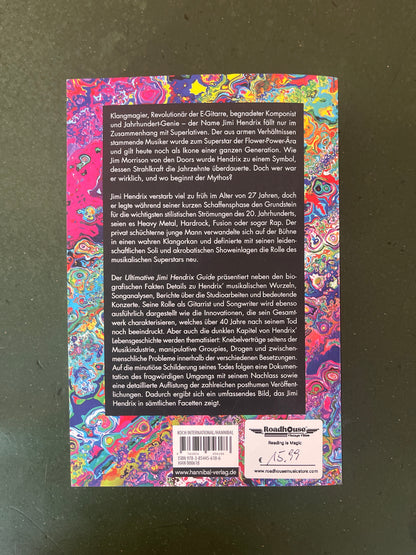 Klangmagier, Revolutionär der E-Gitarre, begnadeter Komponist
und Jahrhundert-Genie – der Name Jimi Hendrix fällt nur im
Zusammenhang mit Superlativen. Der aus armen Verhältnissen
stammende Musiker wurde zum Superstar der Flower-Power-Ära
und gilt heute noch als Ikone einer ganzen Generation. Wie
Jim Morrison von den Doors wurde Hendrix zu einem Symbol,
dessen Strahlkraft die Jahrzehnte überdauerte. Doch wer war
er wirklich, und wo beginnt der Mythos?
Jimi Hendrix verstarb viel zu früh im Alter von 27 Jahren, doch
er legte während seiner kurzen Schaffensphase den Grundstein
für die wichtigsten stilistischen Strömungen des 20. Jahrhunderts,
seien es Heavy Metal, Hardrock, Fusion oder sogar Rap. Der
privat schüchterne junge Mann verwandelte sich auf der Bühne
in einen wahren Klangorkan und definierte mit seinen leiden-
schaftlichen Soli und akrobatischen Showeinlagen die Rolle des
musikalischen Superstars neu.
Der Ultimative Jimi Hendrix Guide präsentiert neben den bio-
grafischen Fakten Details zu Hendrix' musikalischen Wurzeln,
Songanalysen, Berichte über die Studioarbeiten und bedeutende
Konzerte. Seine Rolle als Gitarrist und Songwriter wird ebenso
ausführlich dargestellt wie die Innovationen, die sein Gesamt-
werk charakterisieren, welches über 40 Jahre nach seinem Tod
noch beeindruckt. Aber auch die dunklen Kapitel von Hendrix'
Lebensgeschichte werden thematisiert: Knebelverträge seitens der
Musikindustrie, manipulative Groupies, Drogen und zwischen-
menschliche Probleme innerhalb der verschiedenen Besetzungen.
Auf die minutiöse Schilderung seines Todes folgen eine Doku-
mentation des fragwürdigen Umgangs mit seinem Nachlass sowie
eine detaillierte Auflistung der zahlreichen posthumen Veröffent-
lichungen. Dadurch ergibt sich ein umfassendes Bild, das Jimi
Hendrix in sämtlichen Facetten zeigt.
KOCH INTERNATIONAL/HANNIBAL
www.hannibal-verlag.de
Roadhouse
Reading is Magic
€ 15,99
www.roadhousemusicstore.com